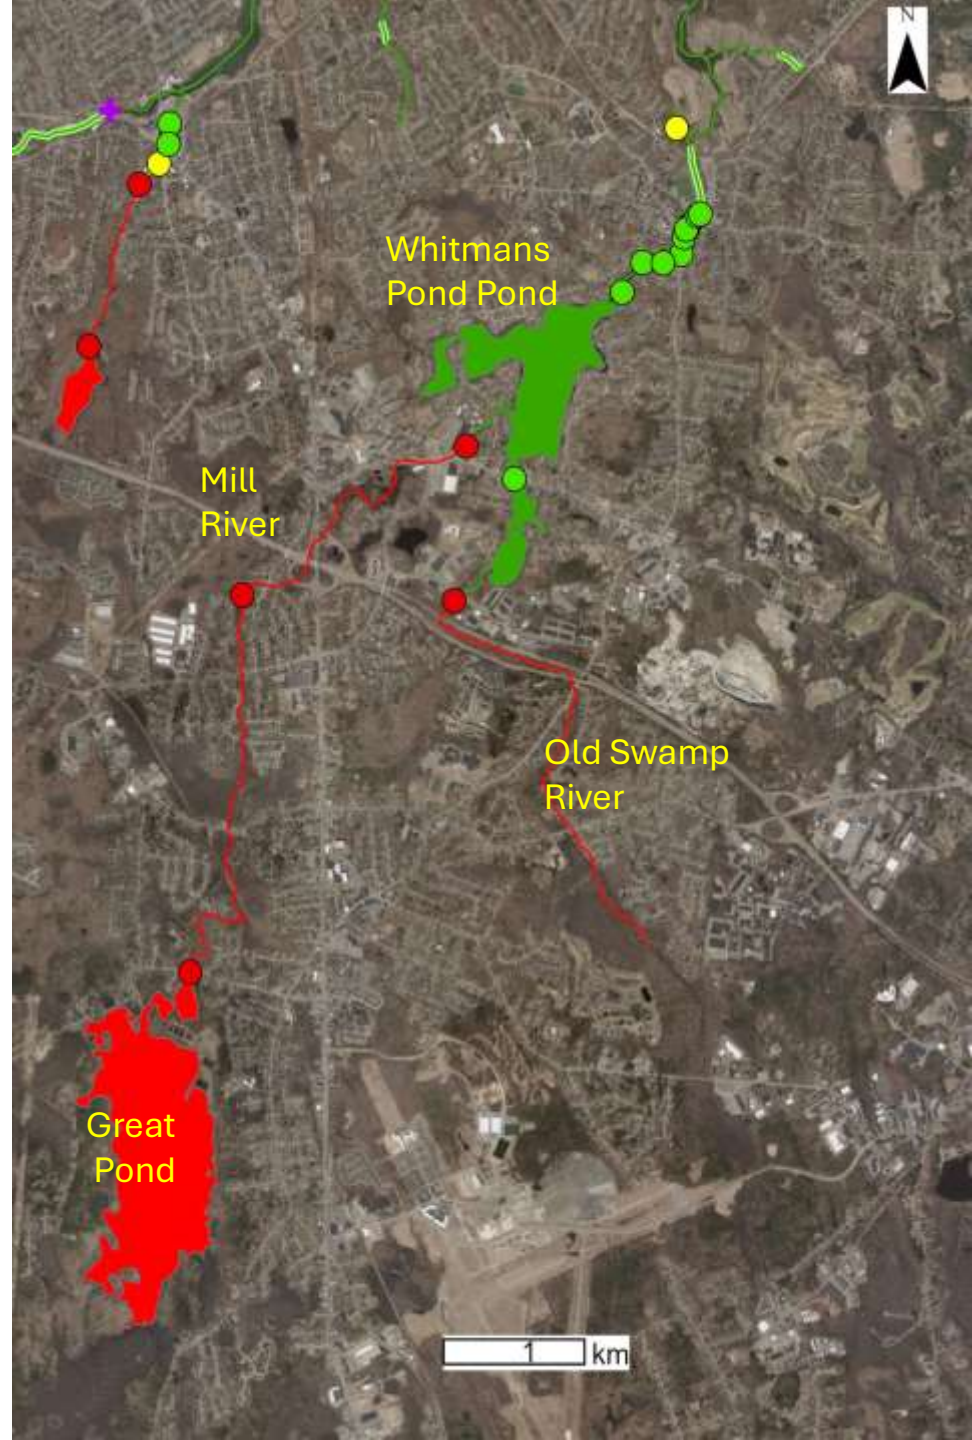 N
Whitmans
Pond Pond
Mill
River
Old Swamp
River
Great
Pond
1 km